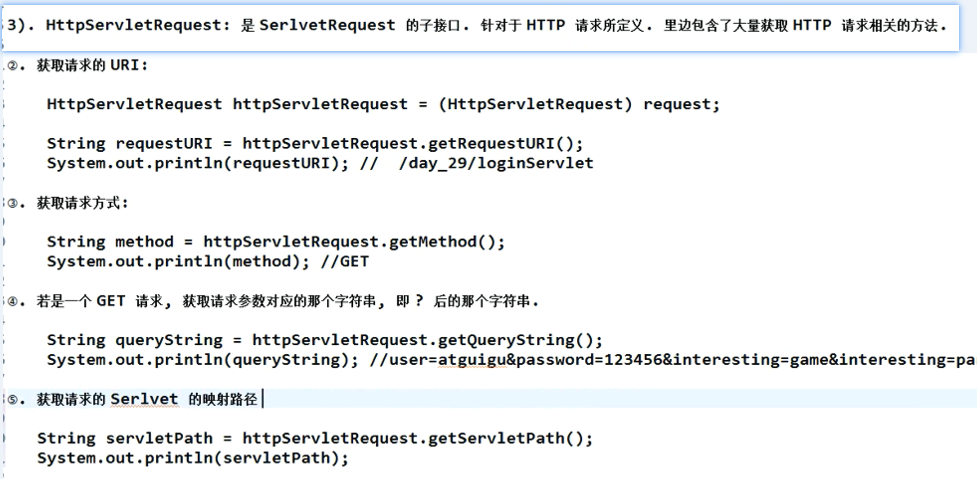 3). HttpServletRequest: 是 SerlvetRequest 的子接口. 针对于 HTTP 请求所定义. 里边包含了大量获取 HTTP 请求相关的方法.
②. 获取请求的 URI:
HttpServletRequest httpServletRequest = (HttpServletRequest) request;
String requestURI = httpServletRequest.getRequestURI();
System.out.println(requestURI); //  /day_29/loginServlet
③. 获取请求方式:
String method = httpServletRequest.getMethod();
System.out.println(method); //GET
④. 若是一个 GET 请求, 获取请求参数对应的那个字符串, 即 ? 后的那个字符串.
String queryString = httpServletRequest.getQueryString();
System.out.println(queryString); //user=atguigu&password=123456&interesting=game&interesting=pa
⑤. 获取请求的 Serlvet 的映射路径
String servletPath = httpServletRequest.getServletPath();
System.out.println(servletPath);